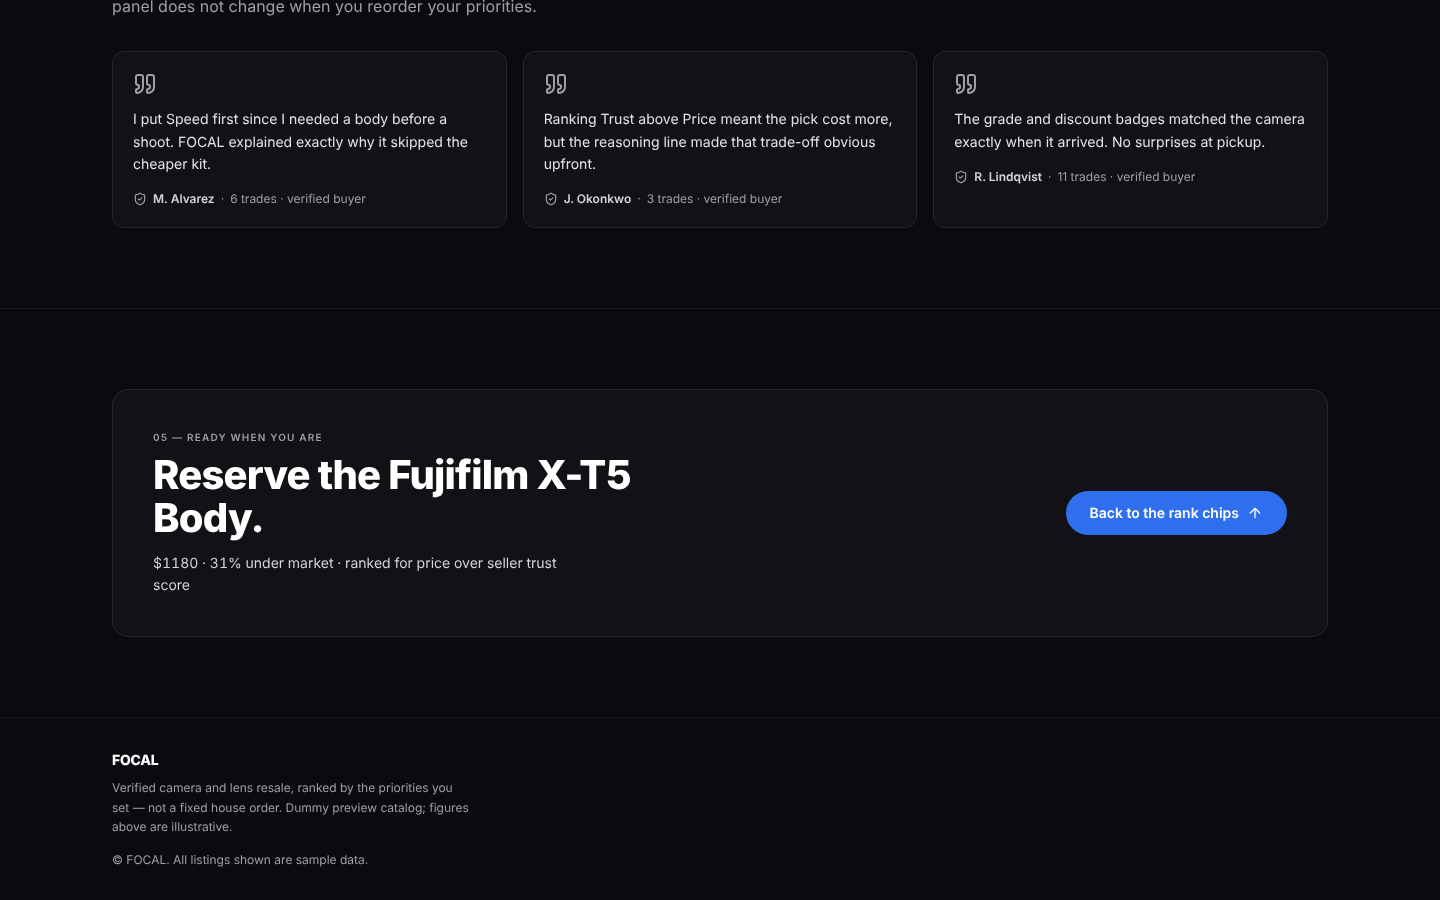 panel does not change when you reorder your priorities.
I put Speed first since I needed a body before a
shoot. FOCAL explained exactly why it skipped the
cheaper kit.
M. Alvarez · 6 trades · verified buyer
Ranking Trust above Price meant the pick cost more,
but the reasoning line made that trade-off obvious
upfront.
J. Okonkwo · 3 trades · verified buyer
The grade and discount badges matched the camera
exactly when it arrived. No surprises at pickup.
R. Lindqvist · 11 trades · verified buyer
05 — READY WHEN YOU ARE
Reserve the Fujifilm X-T5
Body.
$1180 · 31% under market · ranked for price over seller trust
score
Back to the rank chips
FOCAL
Verified camera and lens resale, ranked by the priorities you
set — not a fixed house order. Dummy preview catalog; figures
above are illustrative.
© FOCAL. All listings shown are sample data.